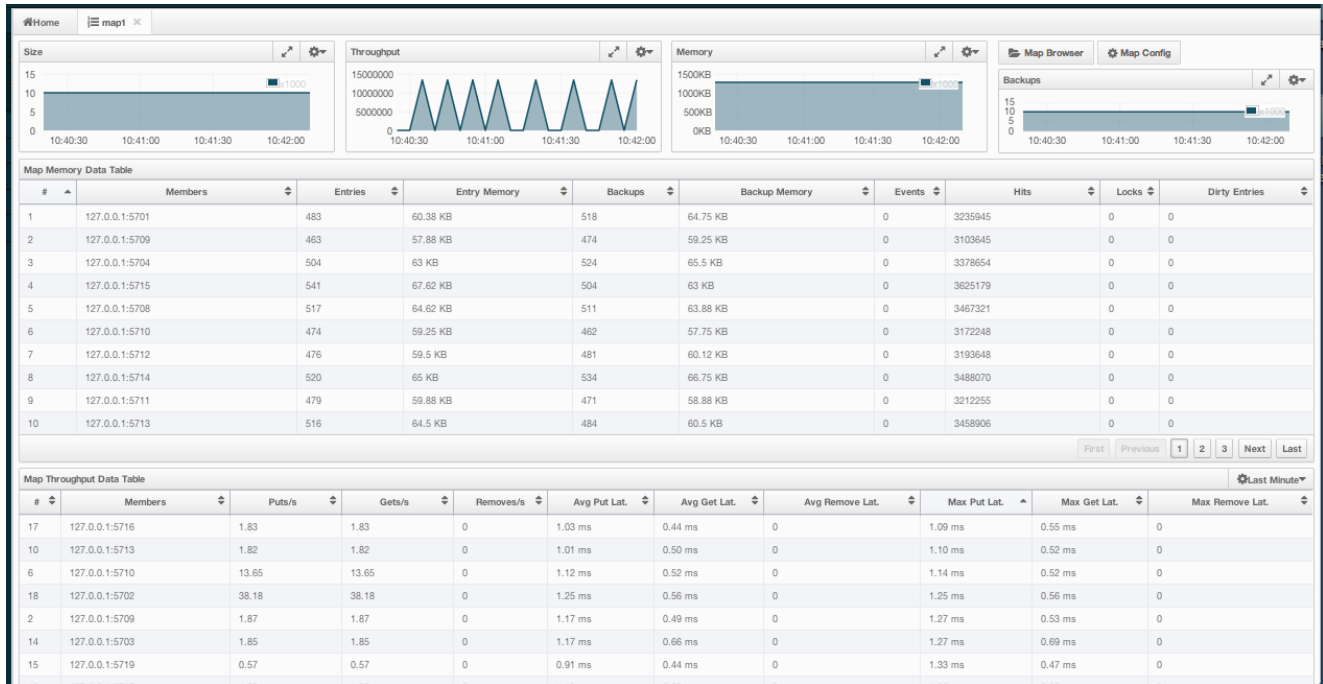 Home map1
Size
15
10
5
0
x1000
10:40:30 10:41:00 10:41:30 10:42:00
Throughput
15000000
10000000
5000000
0
10:40:30 10:41:00 10:41:30 10:42:00
Memory
1500KB
1000KB
500KB
0KB
x1000
10:40:30 10:41:00 10:41:30 10:42:00
Map Browser Map Config
Backups
15
10
5
0
x1000
10:40:30 10:41:00 10:41:30 10:42:00
Map Memory Data Table
# Members Entries Entry Memory Backups Backup Memory Events Hits Locks Dirty Entries
1 127.0.0.1:5701 483 60.38 KB 518 64.75 KB 0 3235945 0 0
2 127.0.0.1:5709 463 57.88 KB 474 59.25 KB 0 3103645 0 0
3 127.0.0.1:5704 504 63 KB 524 65.5 KB 0 3378654 0 0
4 127.0.0.1:5715 541 67.62 KB 504 63 KB 0 3625179 0 0
5 127.0.0.1:5708 517 64.62 KB 511 63.88 KB 0 3467321 0 0
6 127.0.0.1:5710 474 59.25 KB 462 57.75 KB 0 3172248 0 0
7 127.0.0.1:5712 476 59.5 KB 481 60.12 KB 0 3193648 0 0
8 127.0.0.1:5714 520 65 KB 534 66.75 KB 0 3488070 0 0
9 127.0.0.1:5711 479 59.88 KB 471 58.88 KB 0 3212255 0 0
10 127.0.0.1:5713 516 64.5 KB 484 60.5 KB 0 3458906 0 0
First Previous 1 2 3 Next Last
Map Throughput Data Table Last Minute
# Members Puts/s Gets/s Removes/s Avg Put Lat. Avg Get Lat. Avg Remove Lat. Max Put Lat. Max Get Lat. Max Remove Lat.
17 127.0.0.1:5716 1.83 1.83 0 1.03 ms 0.44 ms 0 1.09 ms 0.55 ms 0
10 127.0.0.1:5713 1.82 1.82 0 1.01 ms 0.50 ms 0 1.10 ms 0.52 ms 0
6 127.0.0.1:5710 13.65 13.65 0 1.12 ms 0.52 ms 0 1.14 ms 0.52 ms 0
18 127.0.0.1:5702 38.18 38.18 0 1.25 ms 0.56 ms 0 1.25 ms 0.56 ms 0
2 127.0.0.1:5709 1.87 1.87 0 1.17 ms 0.49 ms 0 1.27 ms 0.53 ms 0
14 127.0.0.1:5703 1.85 1.85 0 1.17 ms 0.66 ms 0 1.27 ms 0.69 ms 0
15 127.0.0.1:5719 0.57 0.57 0 0.91 ms 0.44 ms 0 1.33 ms 0.47 ms 0